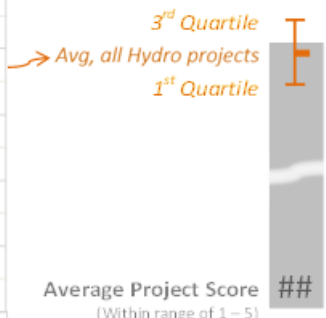 3rd Quartile
Avg, all Hydro projects
1st Quartile
Average Project Score ##
(Within range of 1 – 5)